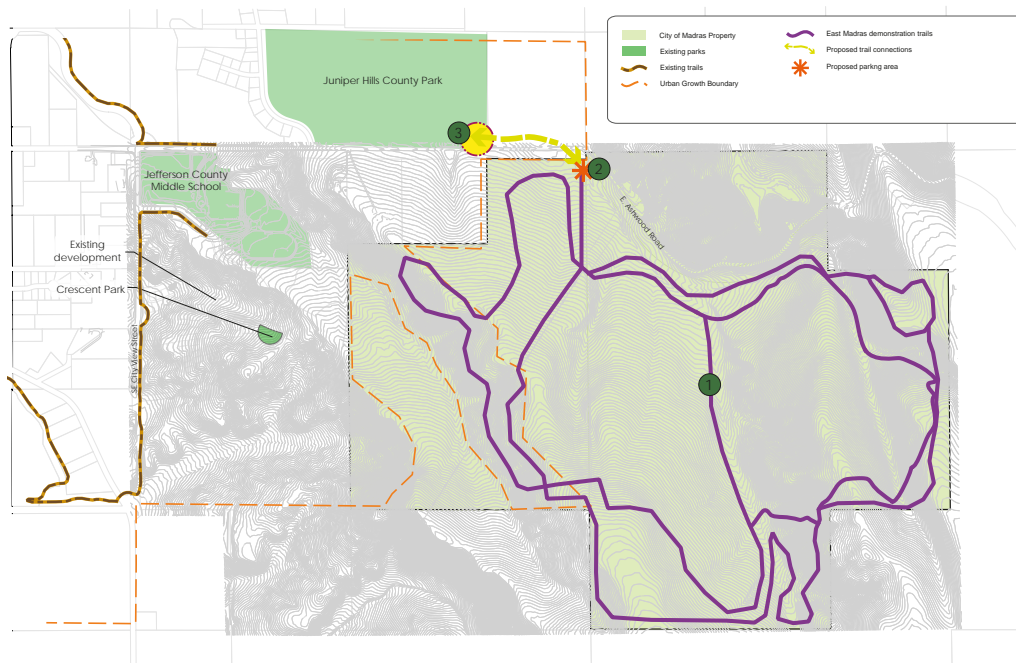 City of Madras Property
Existing parks
Existing trails
Urban Growth Boundary
East Madras demonstration trails
Proposed trail connections
Proposed parkng area
Juniper Hills County Park
3
2
Jefferson County
Middle School
E. Ashwood Road
Existing
development
Crescent Park
SE City View Street
1